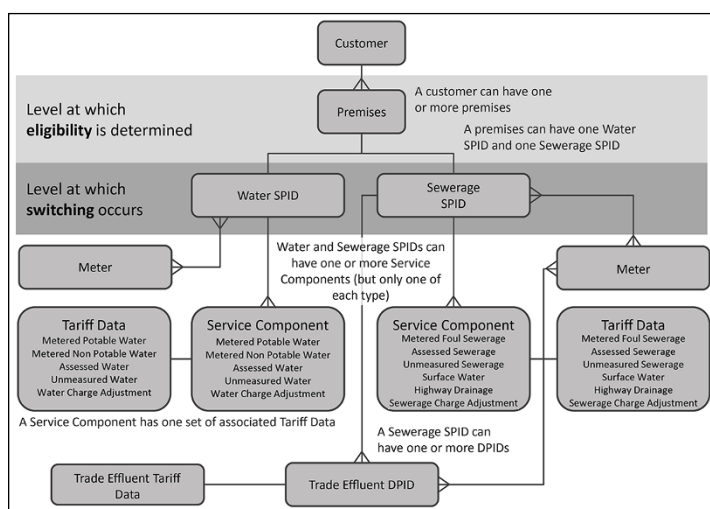 Customer
Level at which
eligibility is determined
Premises
A customer can have one
or more premises
A premises can have one Water
SPID and one Sewerage SPID
Level at which
switching occurs
Water SPID
Sewerage
SPID
Meter
Water and Sewerage SPIDs can
have one or more Service
Components (but only one of
each type)
Meter
Tariff Data
Metered Potable Water
Metered Non Potable Water
Assessed Water
Unmeasured Water
Water Charge Adjustment
Service Component
Metered Potable Water
Metered Non Potable Water
Assessed Water
Unmeasured Water
Water Charge Adjustment
Service Component
Metered Foul Sewerage
Assessed Sewerage
Unmeasured Sewerage
Surface Water
Highway Drainage
Sewerage Charge Adjustment
Tariff Data
Metered Foul Sewerage
Assessed Sewerage
Unmeasured Sewerage
Surface Water
Highway Drainage
Sewerage Charge Adjustment
A Service Component has one set of associated Tariff Data
A Sewerage SPID can
have one or more DPIDs
Trade Effluent Tariff
Data
Trade Effluent DPID